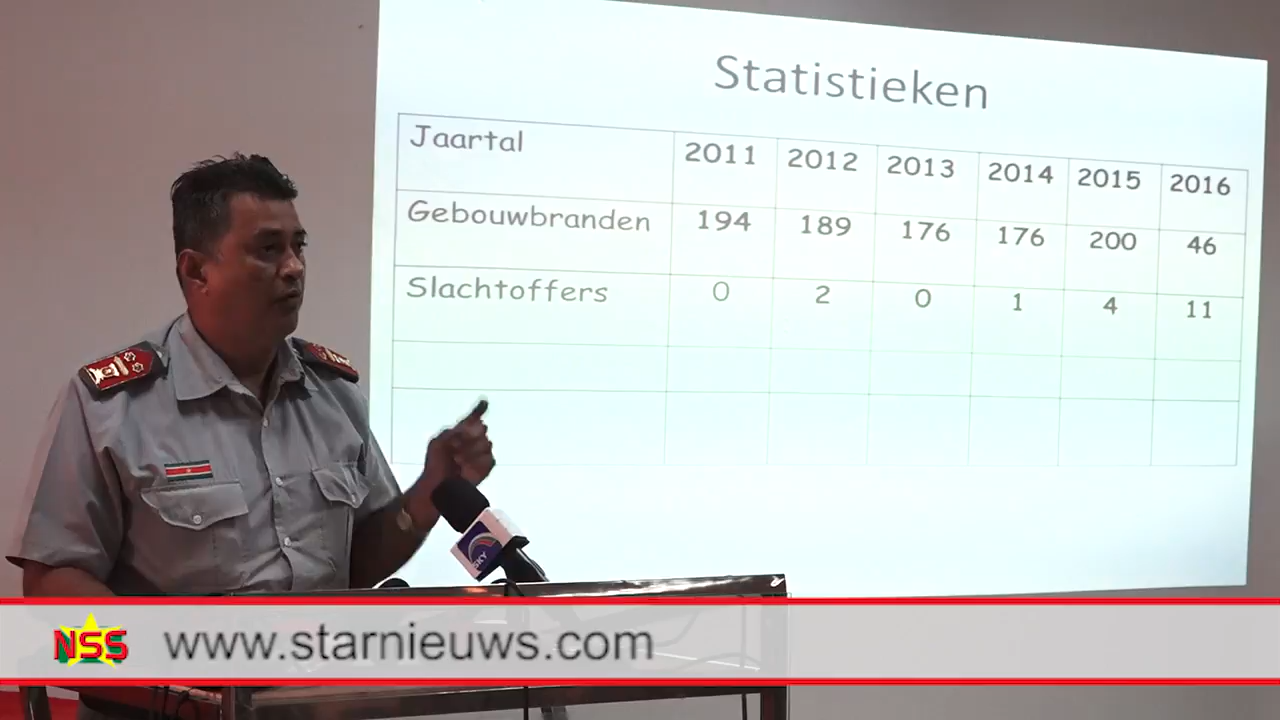 Statistieken
Jaartal 2011 2012 2013 2014 2015 2016
Gebouwbranden 194 189 176 176 200 46
Slachtoffers 0 2 0 1 4 11
SKY
NSS www.starnieuws.com